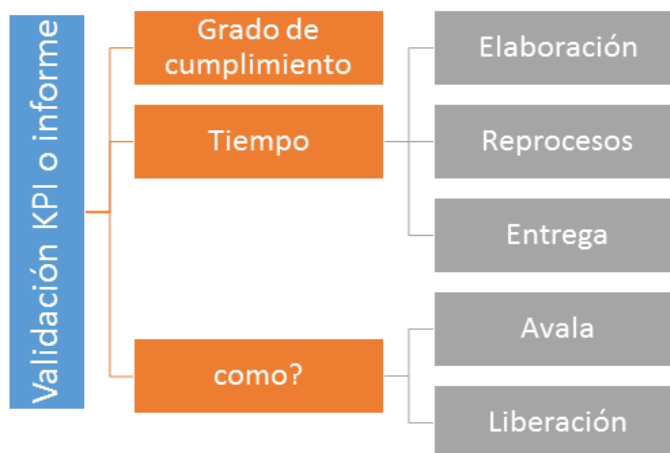 Validación KPI o informe
Grado de
cumplimiento
Tiempo
como?
Elaboración
Reprocesos
Entrega
Avala
Liberación